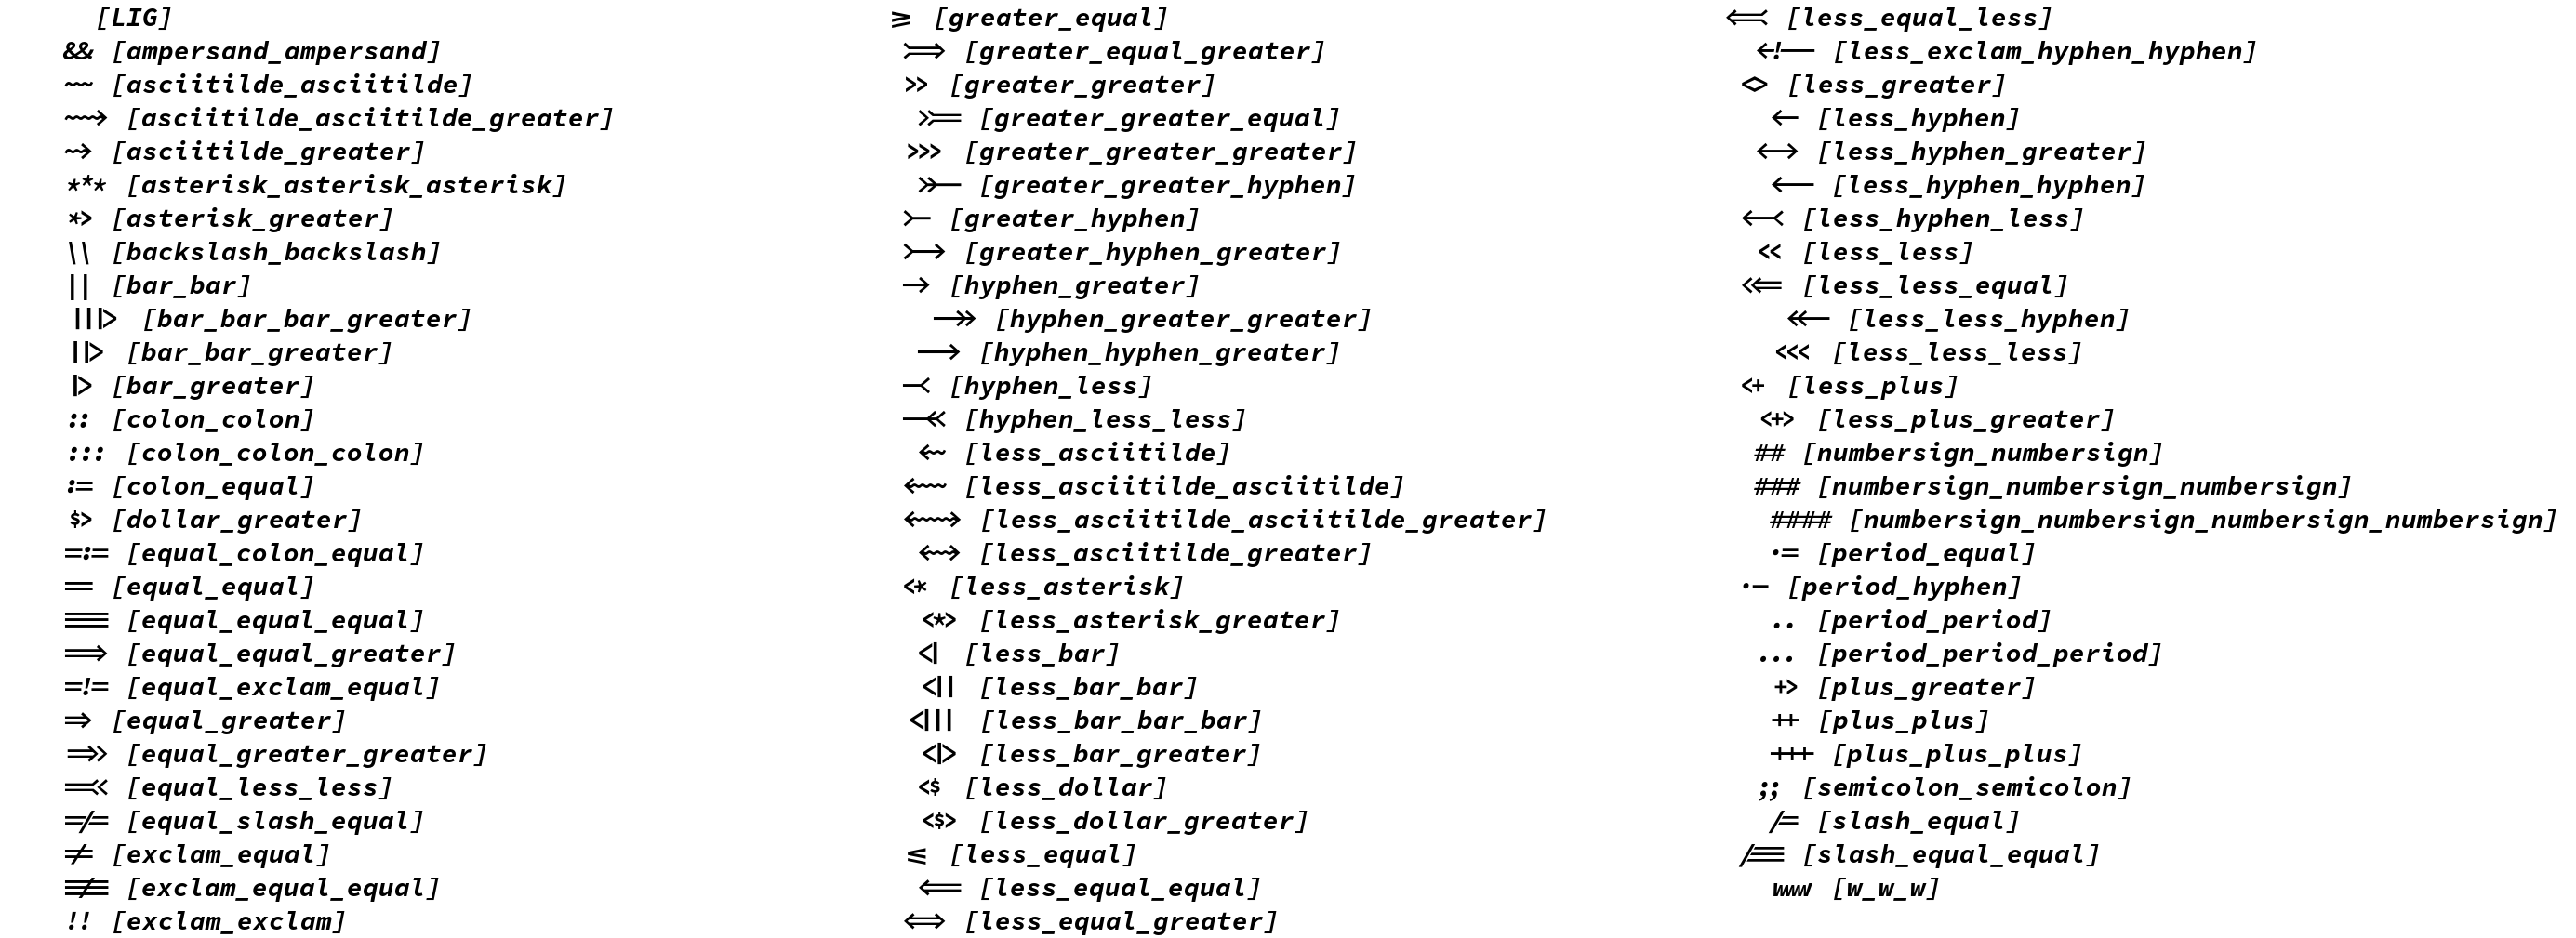 [LIG]
&& [ampersand_ampersand]
~~ [asciitilde_asciitilde]
~~> [asciitilde_asciitilde_greater]
~> [asciitilde_greater]
*** [asterisk_asterisk_asterisk]
*> [asterisk_greater]
\\ [backslash_backslash]
|| [bar_bar]
|||> [bar_bar_bar_greater]
||> [bar_bar_greater]
|> [bar_greater]
:: [colon_colon]
::: [colon_colon_colon]
:= [colon_equal]
$> [dollar_greater]
=:= [equal_colon_equal]
== [equal_equal]
=== [equal_equal_equal]
==> [equal_equal_greater]
=!= [equal_exclam_equal]
=> [equal_greater]
=>> [equal_greater_greater]
=<< [equal_less_less]
=/= [equal_slash_equal]
!= [exclam_equal]
!== [exclam_equal_equal]
!! [exclam_exclam]
>= [greater_equal]
>=> [greater_equal_greater]
>> [greater_greater]
>>= [greater_greater_equal]
>>> [greater_greater_greater]
>>- [greater_greater_hyphen]
>- [greater_hyphen]
>-> [greater_hyphen_greater]
-> [hyphen_greater]
->> [hyphen_greater_greater]
--> [hyphen_hyphen_greater]
-< [hyphen_less]
-<< [hyphen_less_less]
<~ [less_asciitilde]
<~~ [less_asciitilde_asciitilde]
<~~> [less_asciitilde_asciitilde_greater]
<~> [less_asciitilde_greater]
<* [less_asterisk]
<*> [less_asterisk_greater]
<| [less_bar]
<|| [less_bar_bar]
<||| [less_bar_bar_bar]
<|> [less_bar_greater]
<$ [less_dollar]
<$> [less_dollar_greater]
<= [less_equal]
<== [less_equal_equal]
<=> [less_equal_greater]
<=< [less_equal_less]
<!-- [less_exclam_hyphen_hyphen]
<> [less_greater]
<- [less_hyphen]
<-> [less_hyphen_greater]
<-- [less_hyphen_hyphen]
<-< [less_hyphen_less]
<< [less_less]
<<= [less_less_equal]
<<- [less_less_hyphen]
<<< [less_less_less]
<+ [less_plus]
<+> [less_plus_greater]
## [numbersign_numbersign]
### [numbersign_numbersign_numbersign]
#### [numbersign_numbersign_numbersign_numbersign]
.= [period_equal]
.- [period_hyphen]
.. [period_period]
... [period_period_period]
+> [plus_greater]
++ [plus_plus]
+++ [plus_plus_plus]
;; [semicolon_semicolon]
/= [slash_equal]
/== [slash_equal_equal]
www [w_w_w]